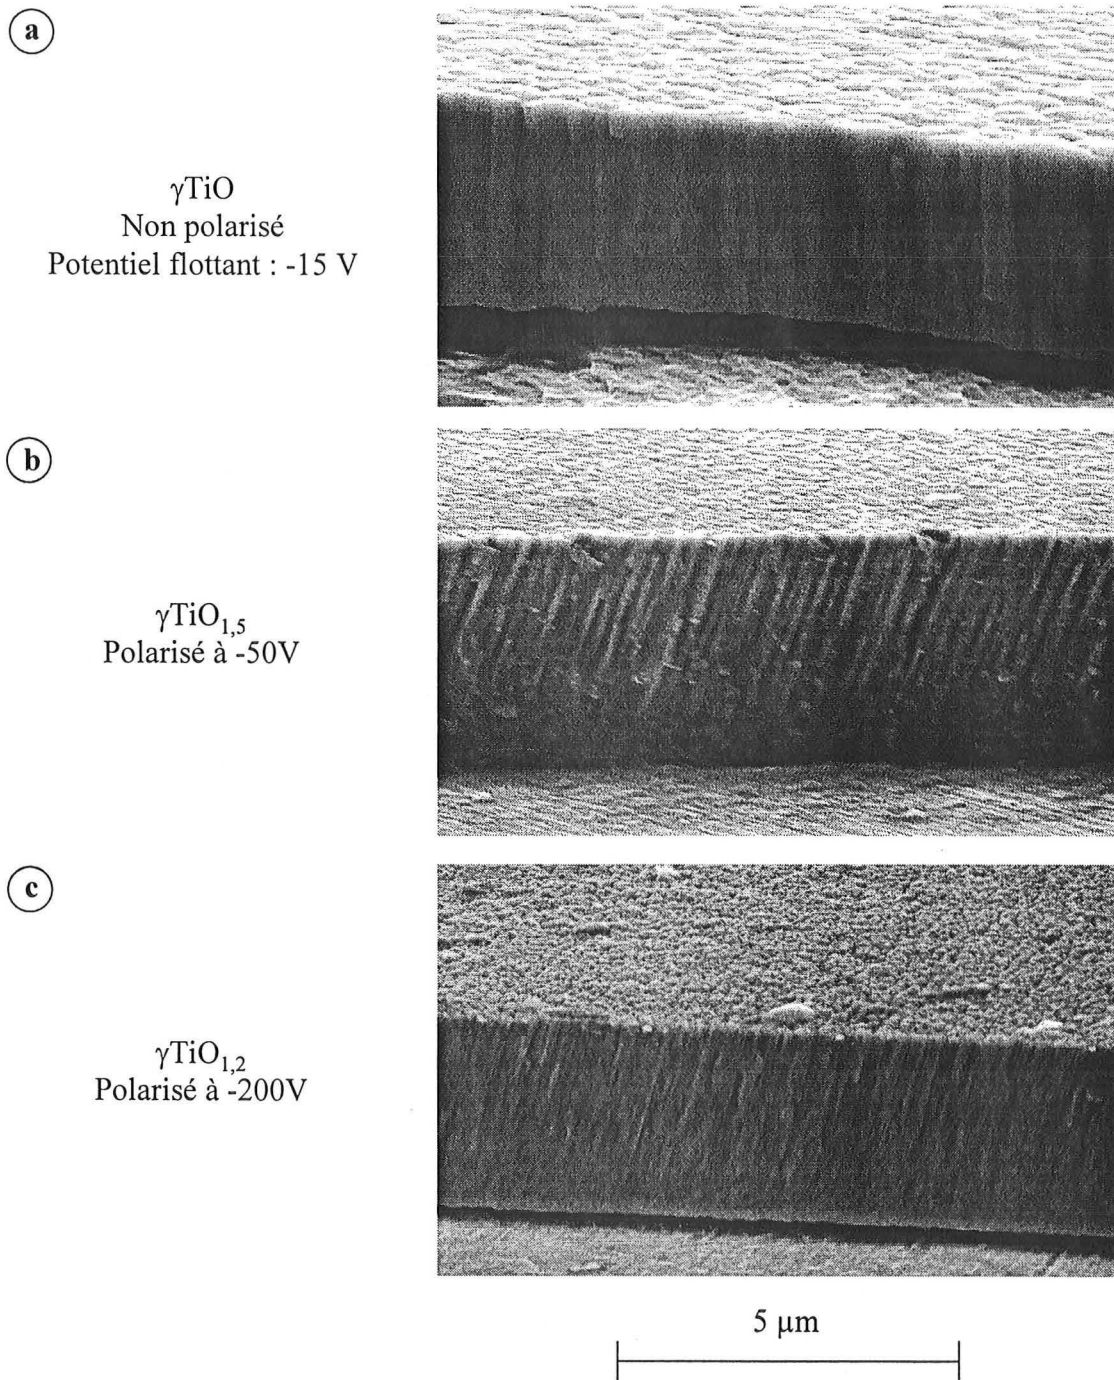 a
γTiO
Non polarisé
Potentiel flottant : -15 V
b
γTiO1,5
Polarisé à -50V
c
γTiO1,2
Polarisé à -200V
5 µm